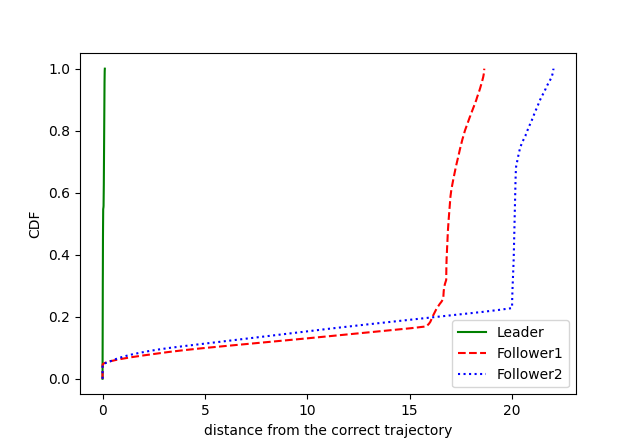 1.0
0.8
0.6
0.4
0.2
0.0
CDF
0 5 10 15 20
distance from the correct trajectory
Leader
Follower1
Follower2